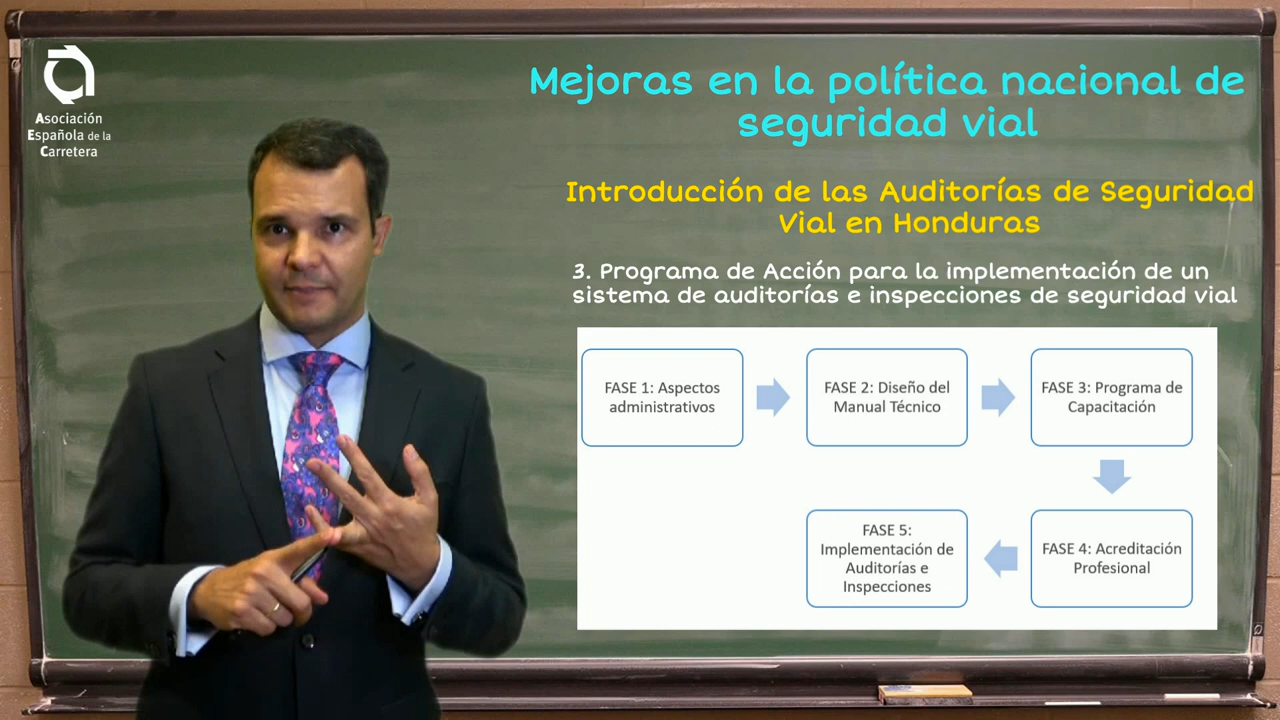 Asociación
Española de la
Carretera
Mejoras en la política nacional de
seguridad vial
Introducción de las Auditorías de Seguridad
Vial en Honduras
3. Programa de Acción para la implementación de un
sistema de auditorías e inspecciones de seguridad vial
FASE 1: Aspectos
administrativos
FASE 2: Diseño del
Manual Técnico
FASE 3: Programa de
Capacitación
FASE 4: Acreditación
Profesional
FASE 5:
Implementación de
Auditorías e
Inspecciones